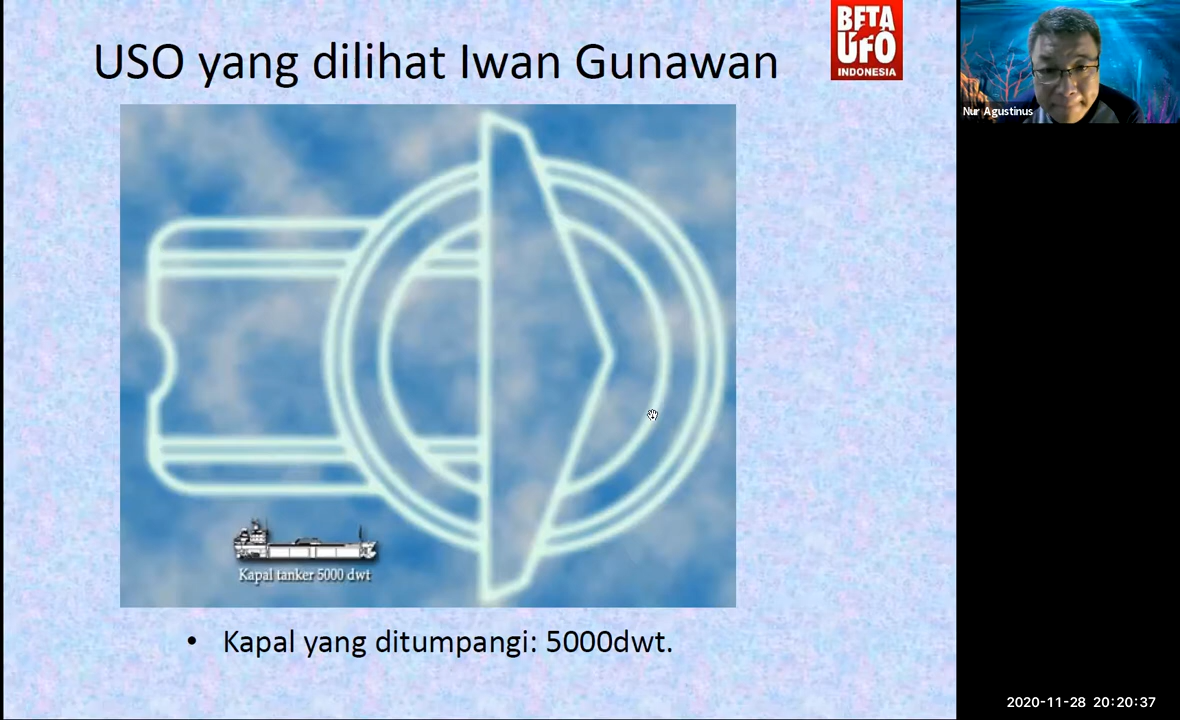 USO yang dilihat Iwan Gunawan
BETA
UFO
INDONESIA
Nur Agustinus
Kapal tanker 5000 dwt
• Kapal yang ditumpangi: 5000dwt.
2020-11-28 20:20:37